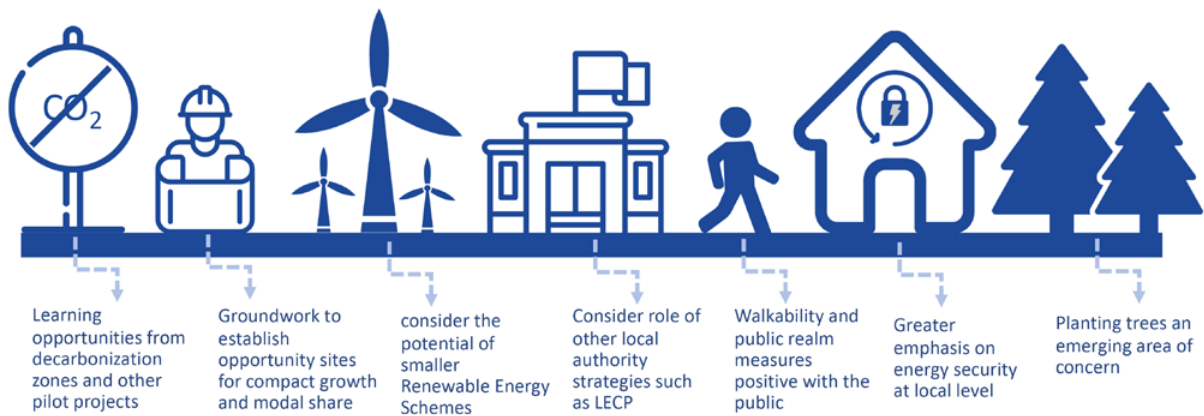 CO2
Learning
opportunities from
decarbonization
zones and other
pilot projects
Groundwork to
establish
opportunity sites
for compact growth
and modal share
consider the
potential of
smaller
Renewable Energy
Schemes
Consider role of
other local
authority
strategies such
as LECP
Walkability and
public realm
measures
positive with the
public
Greater
emphasis on
energy security
at local level
Planting trees an
emerging area of
concern